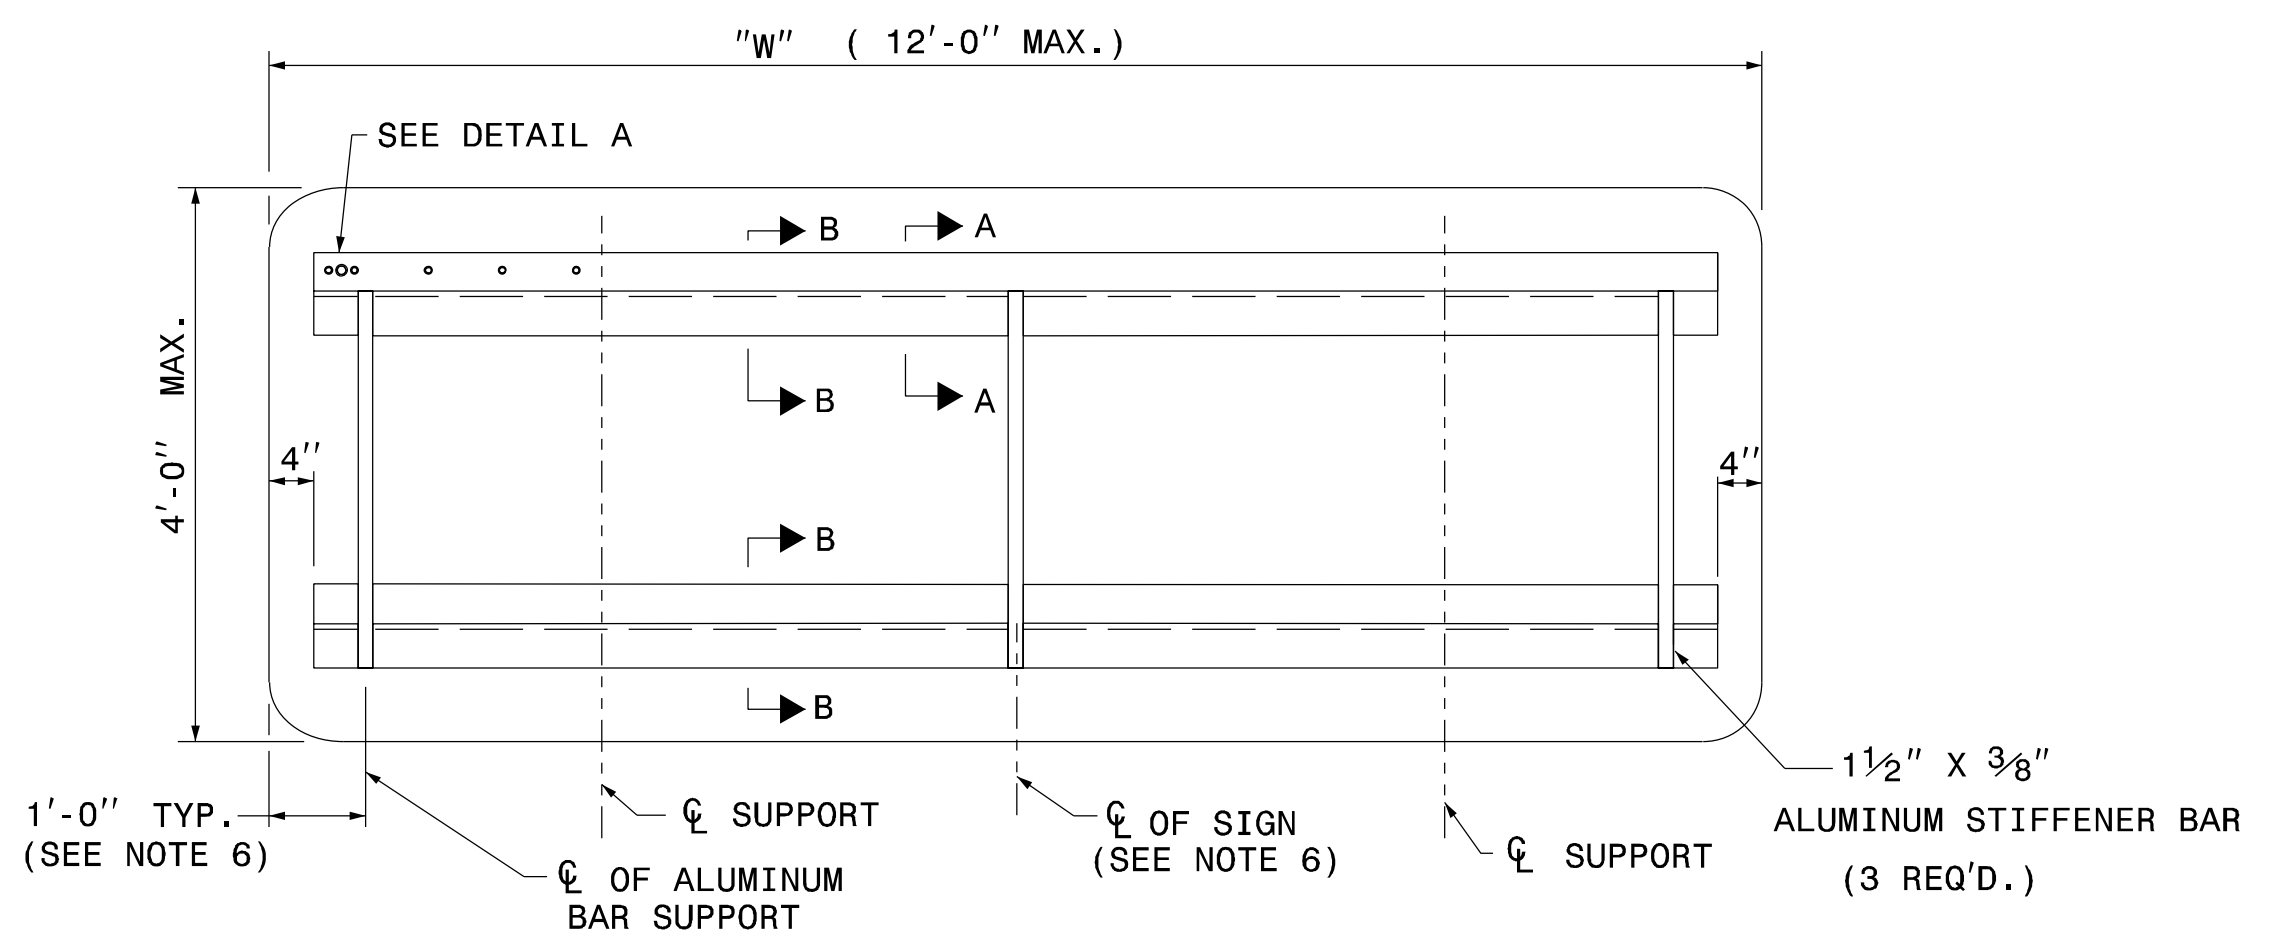 "W" ( 12'-0" MAX.)
SEE DETAIL A
B
A
B
A
4'-0" MAX.
4"
4"
B
B
1'-0" TYP.
(SEE NOTE 6)
℄ SUPPORT
℄ OF SIGN
(SEE NOTE 6)
℄ SUPPORT
℄ OF ALUMINUM
BAR SUPPORT
1½" X ⅜"
ALUMINUM STIFFENER BAR
(3 REQ'D.)